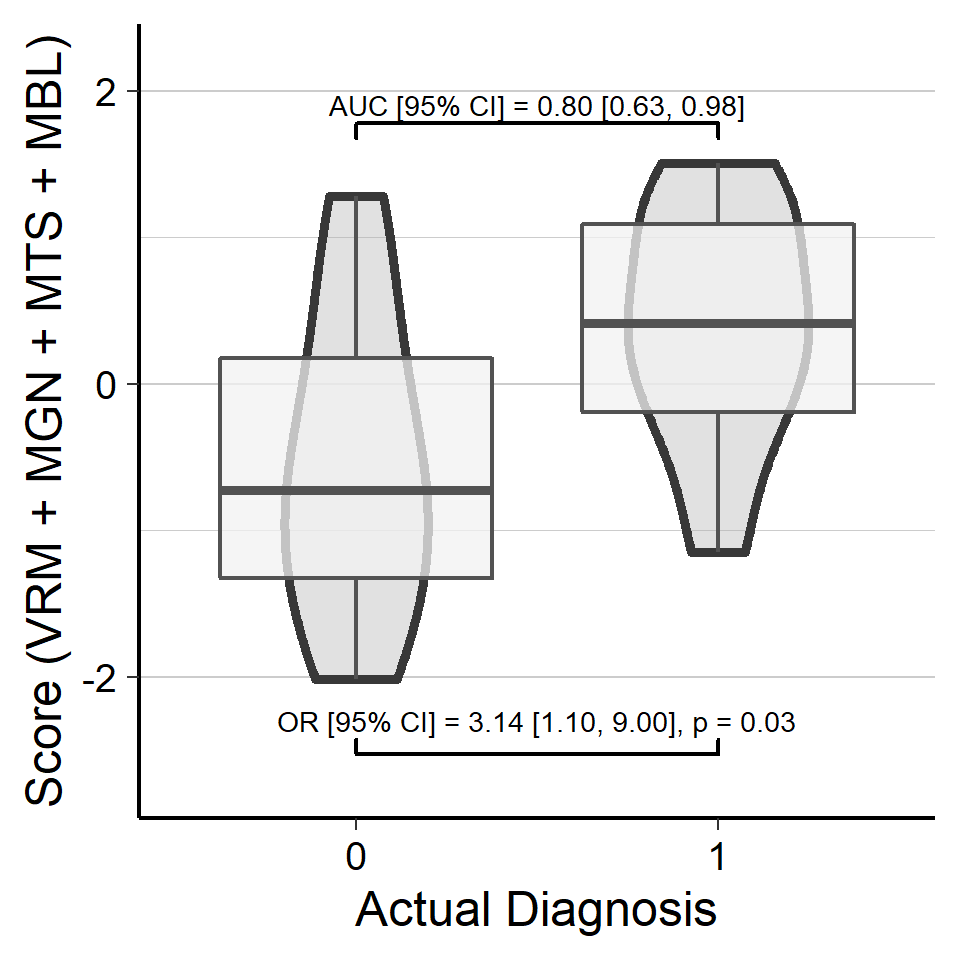 Score (VRM + MGN + MTS + MBL)
2
0
-2
AUC [95% CI] = 0.80 [0.63, 0.98]
OR [95% CI] = 3.14 [1.10, 9.00], p = 0.03
0 1
Actual Diagnosis